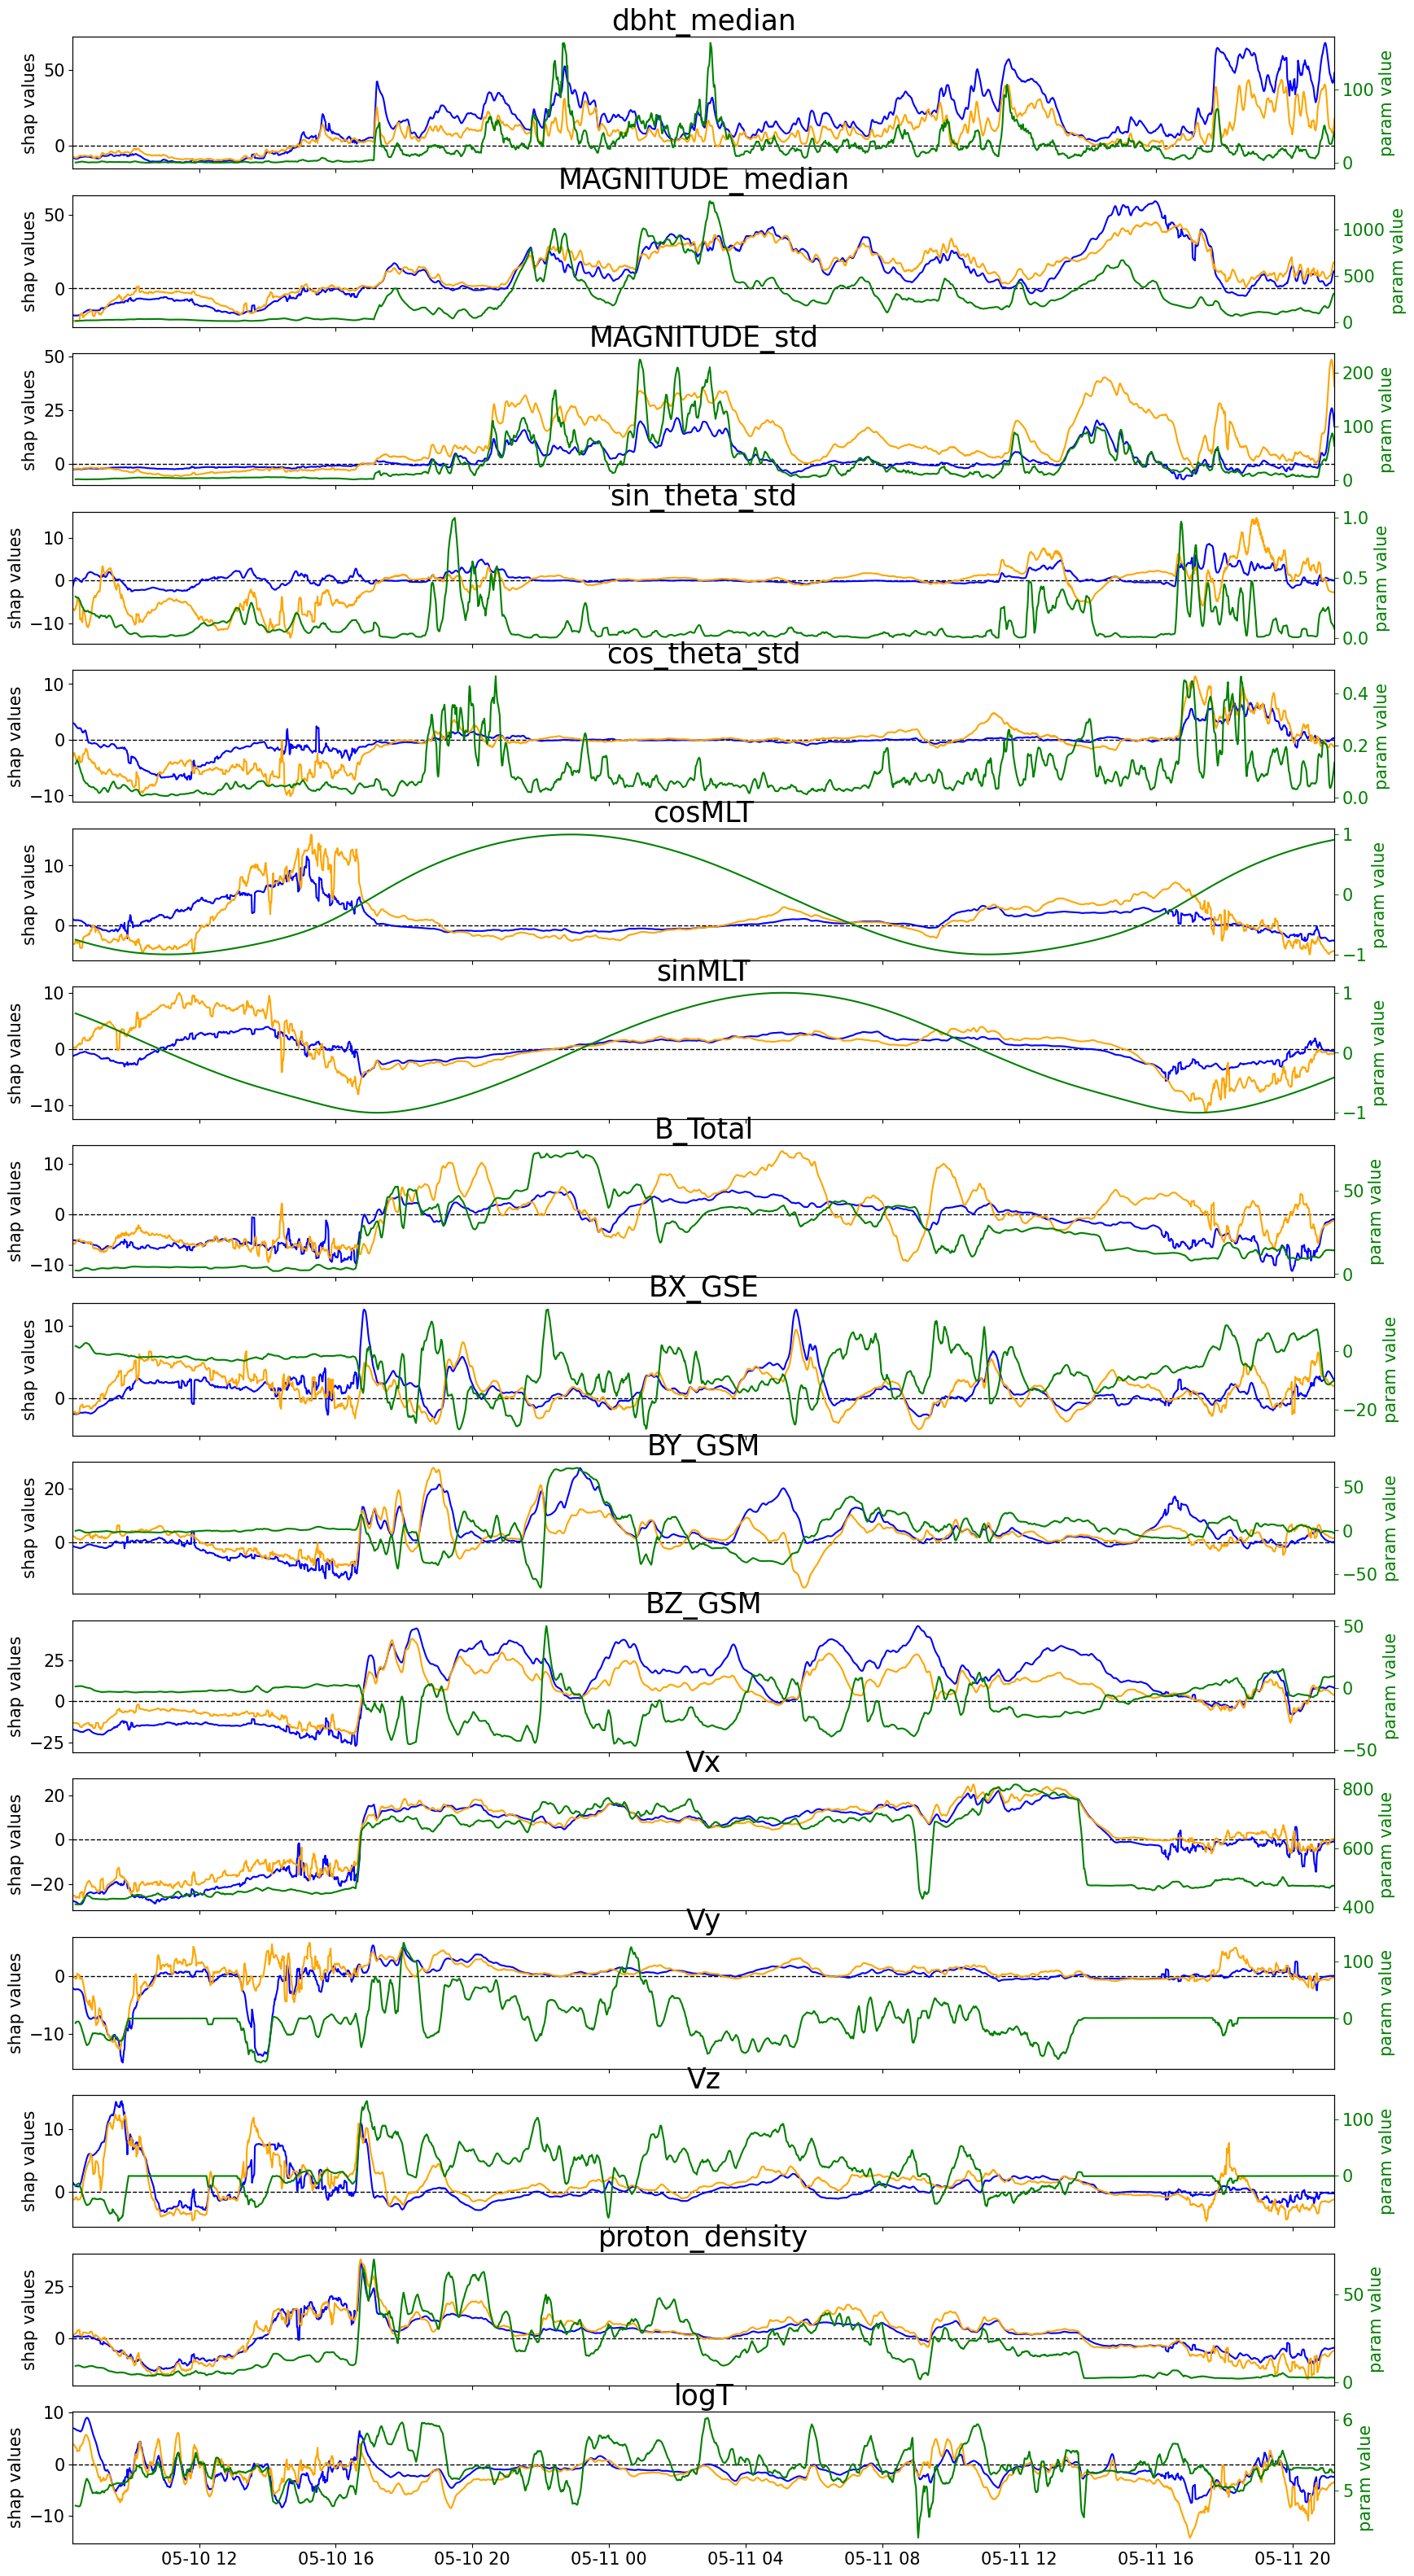 dbht_median
shap values
50
0
100
0
param value
MAGNITUDE_median
shap values
50
0
1000
500
0
param value
MAGNITUDE_std
shap values
50
25
0
200
100
0
param value
sin_theta_std
shap values
10
0
−10
1.0
0.5
0.0
param value
cos_theta_std
shap values
10
0
−10
0.4
0.2
0.0
param value
cosMLT
shap values
10
0
1
0
−1
param value
sinMLT
shap values
10
0
−10
1
0
−1
param value
B_Total
shap values
10
0
−10
50
0
param value
BX_GSE
shap values
10
0
0
−20
param value
BY_GSM
shap values
20
0
50
0
−50
param value
BZ_GSM
shap values
25
0
−25
50
0
−50
param value
Vx
shap values
20
0
−20
800
600
400
param value
Vy
shap values
0
−10
100
0
param value
Vz
shap values
10
0
100
0
param value
proton_density
shap values
25
0
50
0
param value
logT
shap values
10
0
−10
6
5
param value
05-10 12 05-10 16 05-10 20 05-11 00 05-11 04 05-11 08 05-11 12 05-11 16 05-11 20